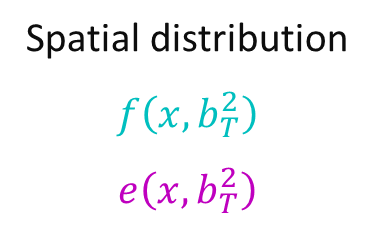 Spatial distribution
f(x, b_T^2)
e(x, b_T^2)